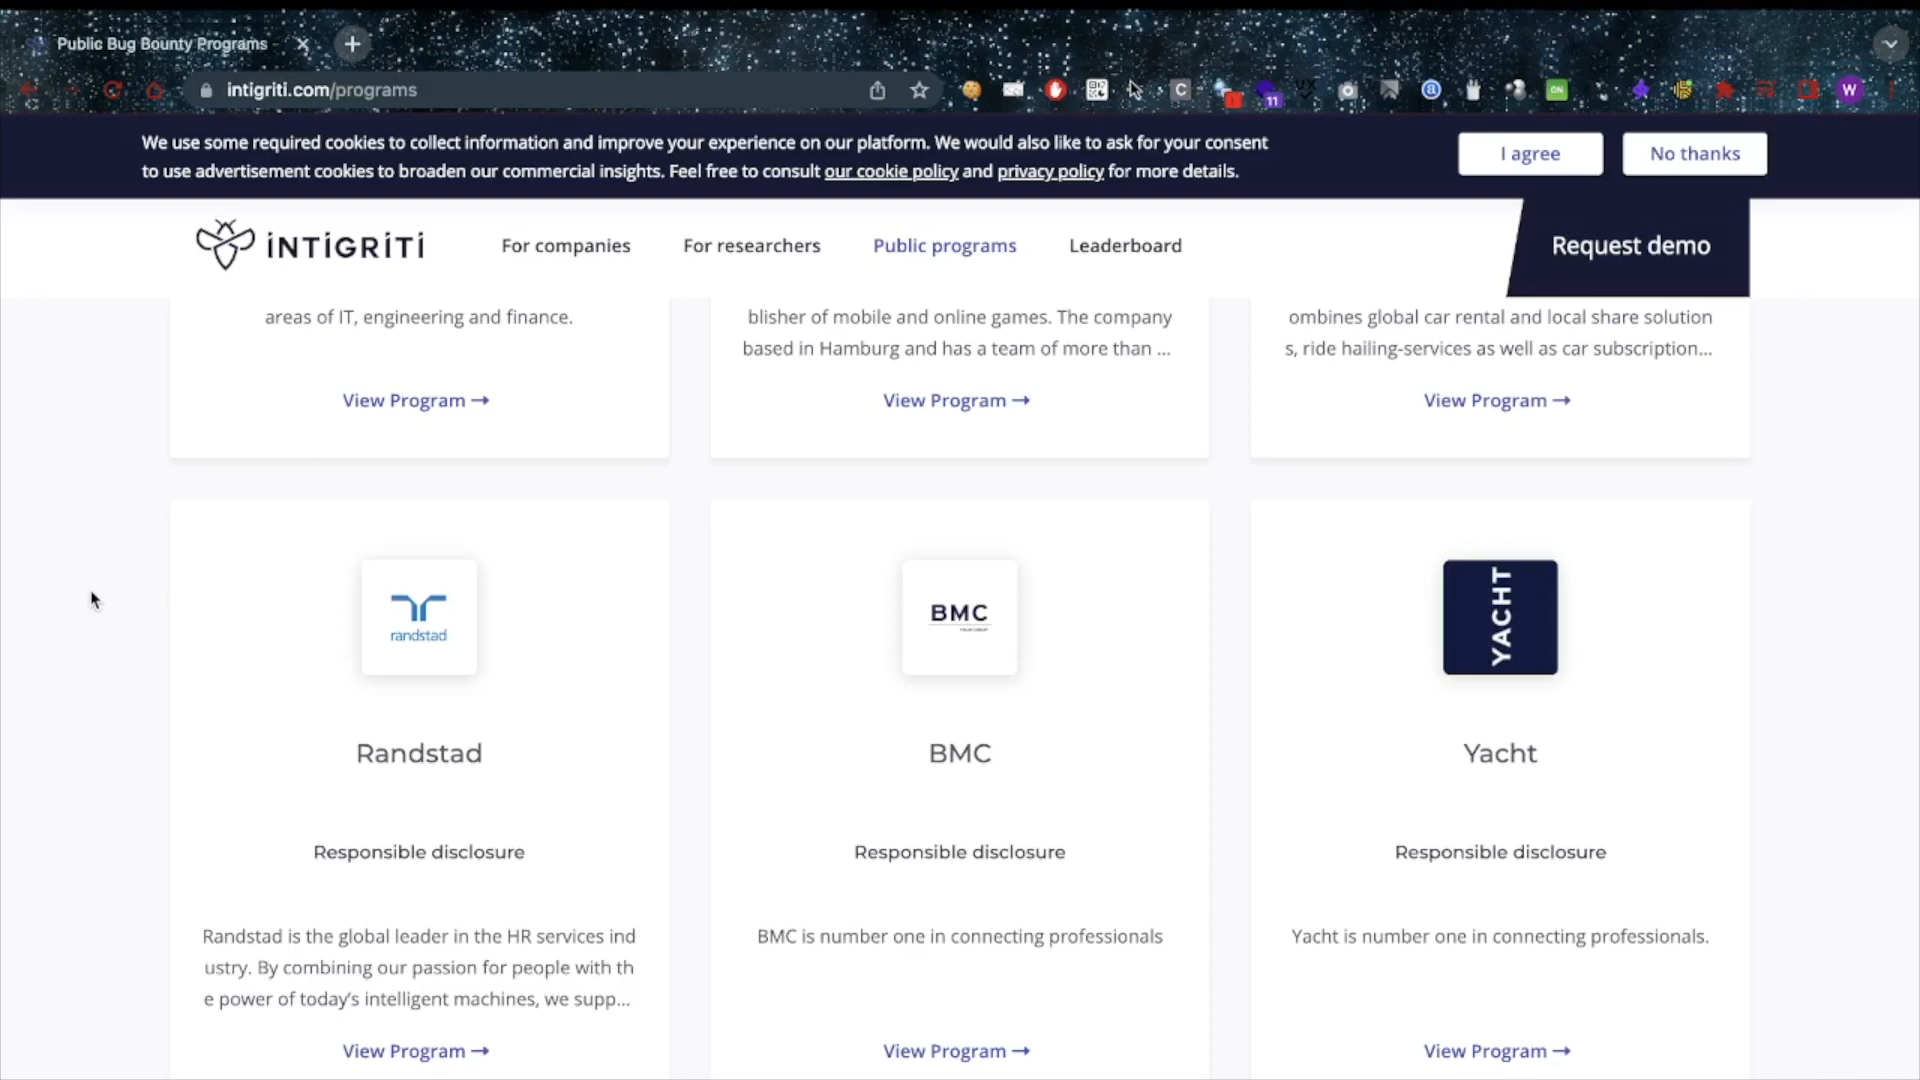 Public Bug Bounty Programs
intigriti.com/programs
C
11
ON
W
We use some required cookies to collect information and improve your experience on our platform. We would also like to ask for your consent
to use advertisement cookies to broaden our commercial insights. Feel free to consult our cookie policy and privacy policy for more details.
I agree
No thanks
INTIGRITI
For companies
For researchers
Public programs
Leaderboard
Request demo
areas of IT, engineering and finance.
blisher of mobile and online games. The company
based in Hamburg and has a team of more than ...
ombines global car rental and local share solution
s, ride hailing-services as well as car subscription...
View Program →
View Program →
View Program →
randstad
BMC
YACHT
Randstad
BMC
Yacht
Responsible disclosure
Responsible disclosure
Responsible disclosure
Randstad is the global leader in the HR services ind
ustry. By combining our passion for people with th
e power of today's intelligent machines, we supp...
BMC is number one in connecting professionals
Yacht is number one in connecting professionals.
View Program →
View Program →
View Program →